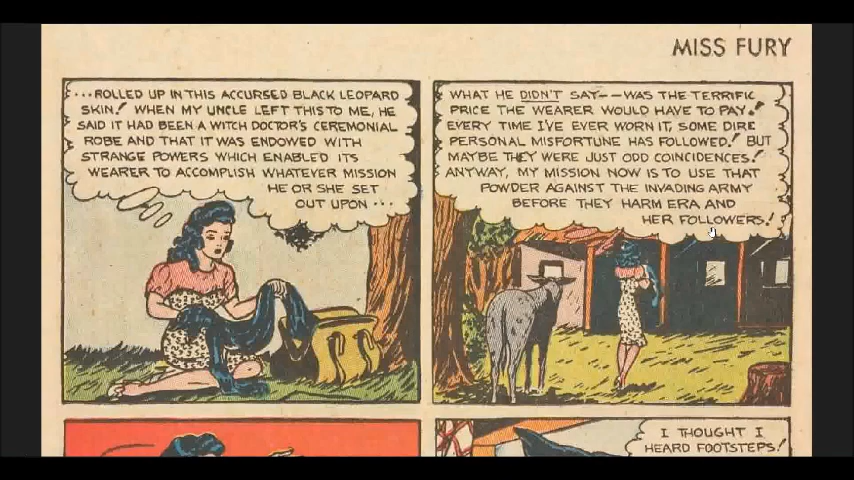 MISS FURY
...ROLLED UP IN THIS ACCURSED BLACK LEOPARD
SKIN! WHEN MY UNCLE LEFT THIS TO ME, HE
SAID IT HAD BEEN A WITCH DOCTOR'S CEREMONIAL
ROBE AND THAT IT WAS ENDOWED WITH
STRANGE POWERS WHICH ENABLED ITS
WEARER TO ACCOMPLISH WHATEVER MISSION
HE OR SHE SET
OUT UPON...
WHAT HE DIDN'T SAY--WAS THE TERRIFIC
PRICE THE WEARER WOULD HAVE TO PAY!
EVERY TIME I'VE EVER WORN IT, SOME DIRE
PERSONAL MISFORTUNE HAS FOLLOWED! BUT
MAYBE THEY WERE JUST ODD COINCIDENCES!
ANYWAY, MY MISSION NOW IS TO USE THAT
POWDER AGAINST THE INVADING ARMY
BEFORE THEY HARM ERA AND
HER FOLLOWERS!
I THOUGHT I
HEARD FOOTSTEPS!